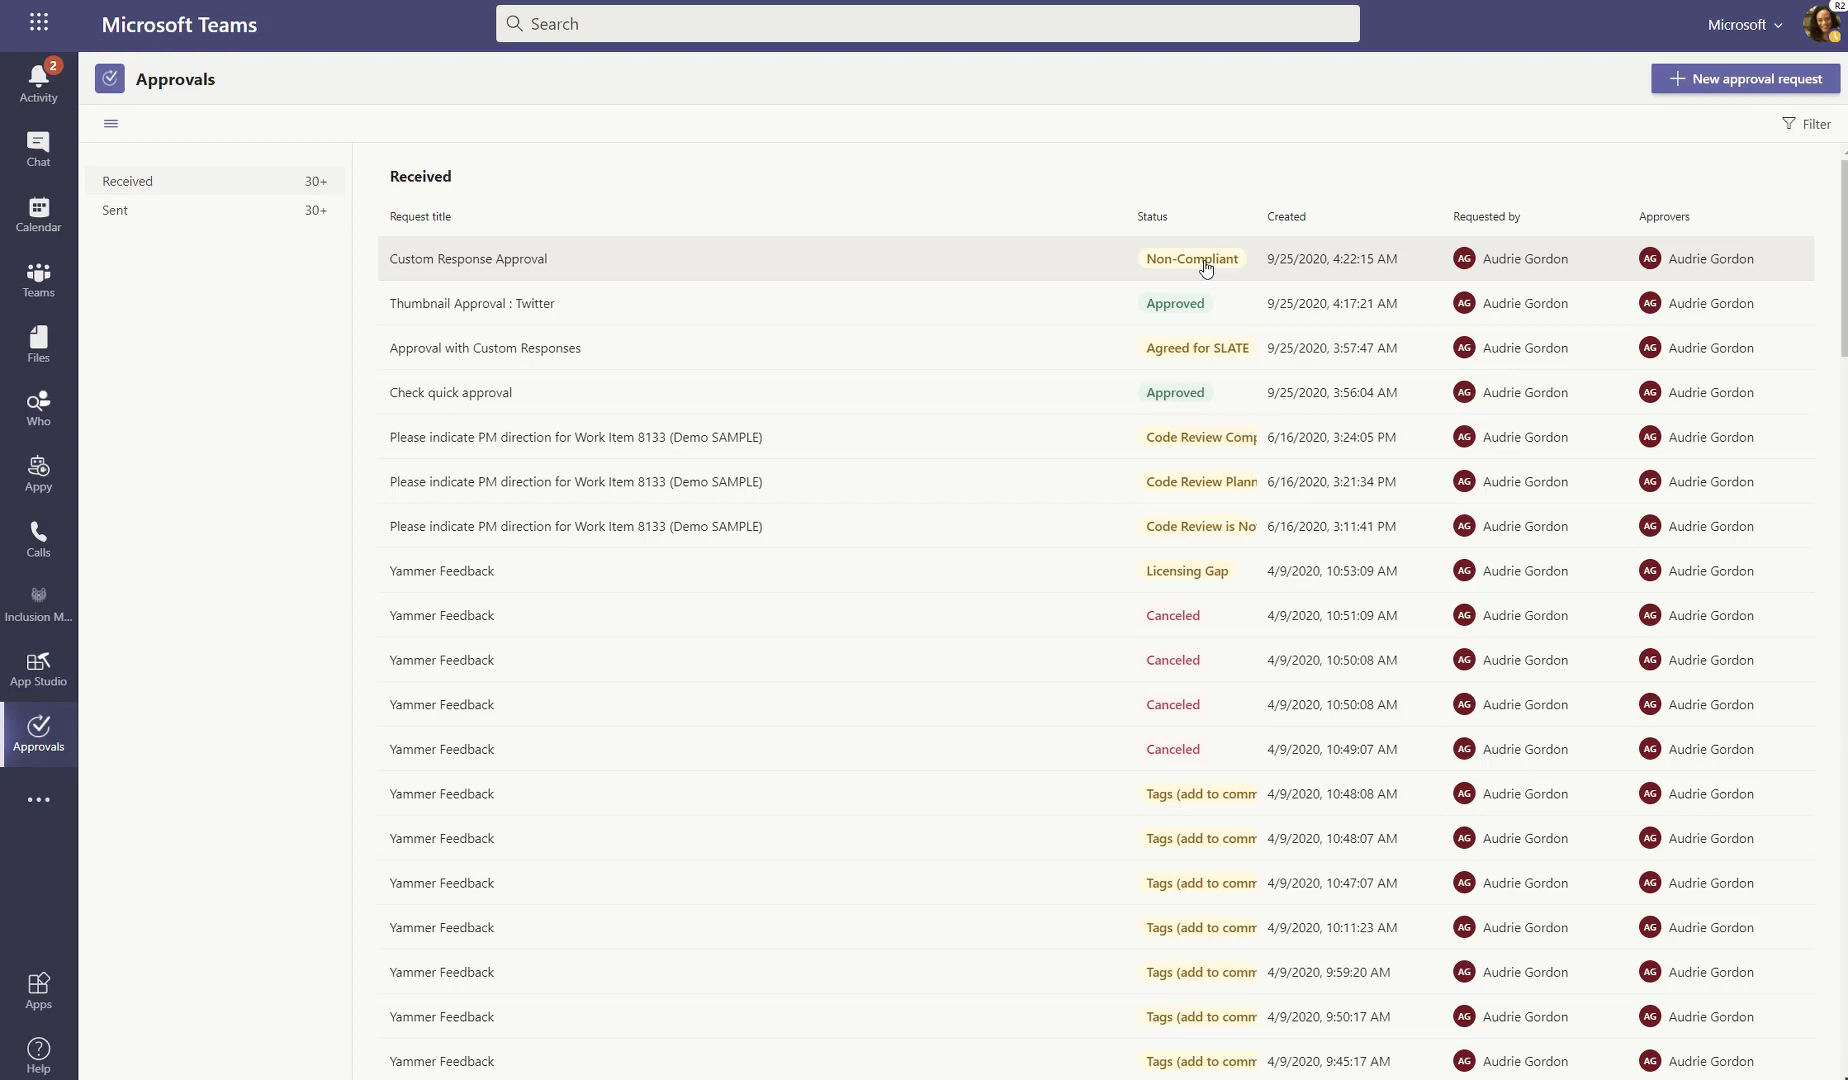 Microsoft Teams
Search
Microsoft
R2
2
Activity
Chat
Calendar
Teams
Files
Who
Appy
Calls
Inclusion M...
App Studio
Approvals
Apps
Help
Approvals
New approval request
Filter
Received 30+
Sent 30+
Received
Request title Status Created Requested by Approvers
Custom Response Approval Non-Compliant 9/25/2020, 4:22:15 AM AG Audrie Gordon AG Audrie Gordon
Thumbnail Approval : Twitter Approved 9/25/2020, 4:17:21 AM AG Audrie Gordon AG Audrie Gordon
Approval with Custom Responses Agreed for SLATE 9/25/2020, 3:57:47 AM AG Audrie Gordon AG Audrie Gordon
Check quick approval Approved 9/25/2020, 3:56:04 AM AG Audrie Gordon AG Audrie Gordon
Please indicate PM direction for Work Item 8133 (Demo SAMPLE) Code Review Comp 6/16/2020, 3:24:05 PM AG Audrie Gordon AG Audrie Gordon
Please indicate PM direction for Work Item 8133 (Demo SAMPLE) Code Review Plann 6/16/2020, 3:21:34 PM AG Audrie Gordon AG Audrie Gordon
Please indicate PM direction for Work Item 8133 (Demo SAMPLE) Code Review is No 6/16/2020, 3:11:41 PM AG Audrie Gordon AG Audrie Gordon
Yammer Feedback Licensing Gap 4/9/2020, 10:53:09 AM AG Audrie Gordon AG Audrie Gordon
Yammer Feedback Canceled 4/9/2020, 10:51:09 AM AG Audrie Gordon AG Audrie Gordon
Yammer Feedback Canceled 4/9/2020, 10:50:08 AM AG Audrie Gordon AG Audrie Gordon
Yammer Feedback Canceled 4/9/2020, 10:50:08 AM AG Audrie Gordon AG Audrie Gordon
Yammer Feedback Canceled 4/9/2020, 10:49:07 AM AG Audrie Gordon AG Audrie Gordon
Yammer Feedback Tags (add to comm 4/9/2020, 10:48:08 AM AG Audrie Gordon AG Audrie Gordon
Yammer Feedback Tags (add to comm 4/9/2020, 10:48:07 AM AG Audrie Gordon AG Audrie Gordon
Yammer Feedback Tags (add to comm 4/9/2020, 10:47:07 AM AG Audrie Gordon AG Audrie Gordon
Yammer Feedback Tags (add to comm 4/9/2020, 10:11:23 AM AG Audrie Gordon AG Audrie Gordon
Yammer Feedback Tags (add to comm 4/9/2020, 9:59:20 AM AG Audrie Gordon AG Audrie Gordon
Yammer Feedback Tags (add to comm 4/9/2020, 9:50:17 AM AG Audrie Gordon AG Audrie Gordon
Yammer Feedback Tags (add to comm 4/9/2020, 9:45:17 AM AG Audrie Gordon AG Audrie Gordon